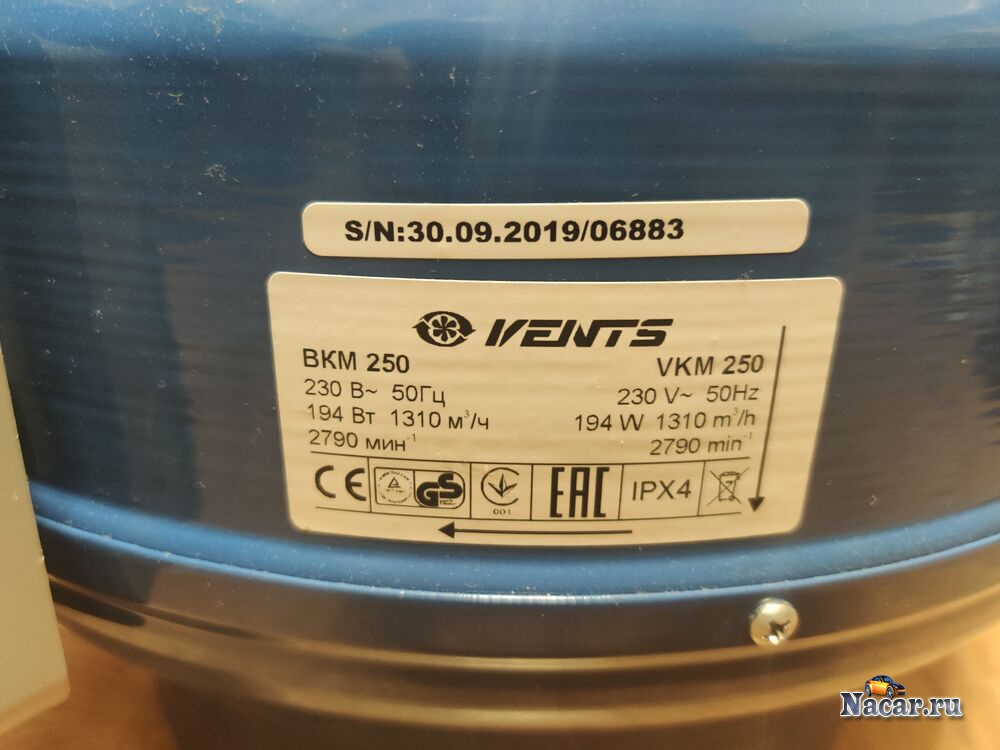 S/N:30.09.2019/06883
VENTS
ВКМ 250 VKM 250
230 В~ 50Гц 230 V~ 50Hz
194 Вт 1310 м³/ч 194 W 1310 m³/h
2790 мин⁻¹ 2790 min⁻¹
CE GS 001 EAC IPX4
Nacar.ru